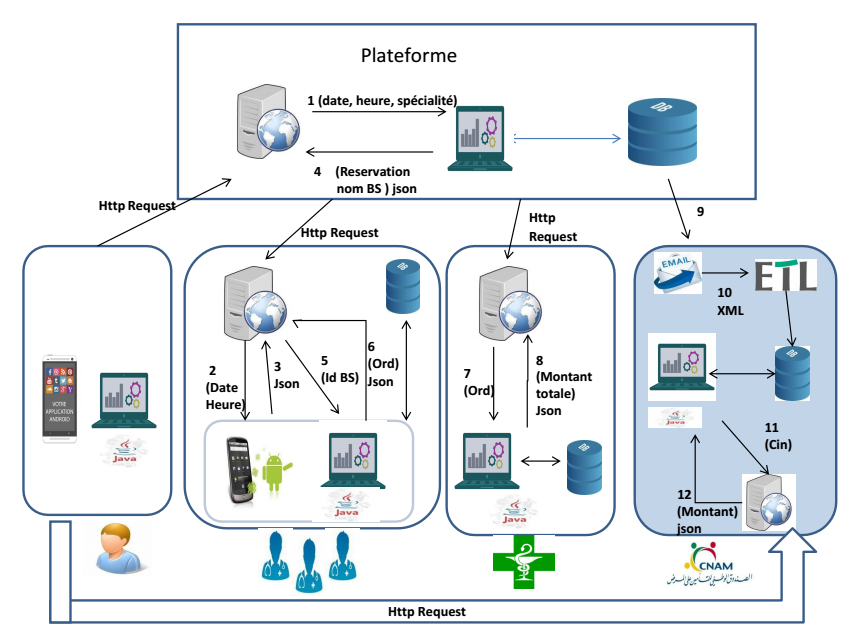 Plateforme
1 (date, heure, spécialité)
DB
4 (Reservation
nom BS ) json
Http Request
Http Request
Http
Request
9
EMAIL
ETL
10
XML
DB
2
(Date
Heure)
3
Json
5
(Id BS)
6
(Ord)
Json
7
(Ord)
8
(Montant
totale)
Json
DB
VOTRE
APPLICATION
ANDROID
Java
Java
DB
Java
Java
11
(Cin)
12
(Montant)
json
CNAM
الصندوق الوطني للتأمين على المرض
Http Request